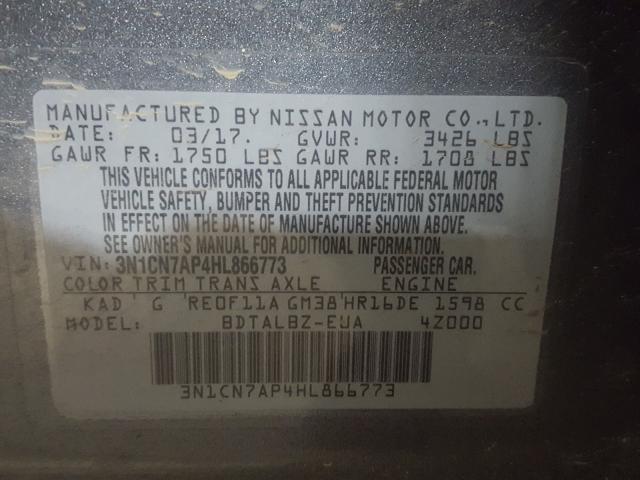 MANUFACTURED BY NISSAN MOTOR CO., LTD.
DATE: 03/17. GVWR: 3426 LBS
GAWR FR: 1750 LBS GAWR RR: 1708 LBS
THIS VEHICLE CONFORMS TO ALL APPLICABLE FEDERAL MOTOR
VEHICLE SAFETY, BUMPER AND THEFT PREVENTION STANDARDS
IN EFFECT ON THE DATE OF MANUFACTURE SHOWN ABOVE.
SEE OWNER'S MANUAL FOR ADDITIONAL INFORMATION.
VIN: 3N1CN7AP4HL866773 PASSENGER CAR.
COLOR TRIM TRANS AXLE ENGINE
KAD' G 'RE0F11A GM38'HR16DE 1598 CC
MODEL: BDTALBZ-EUA 4Z000
3N1CN7AP4HL866773